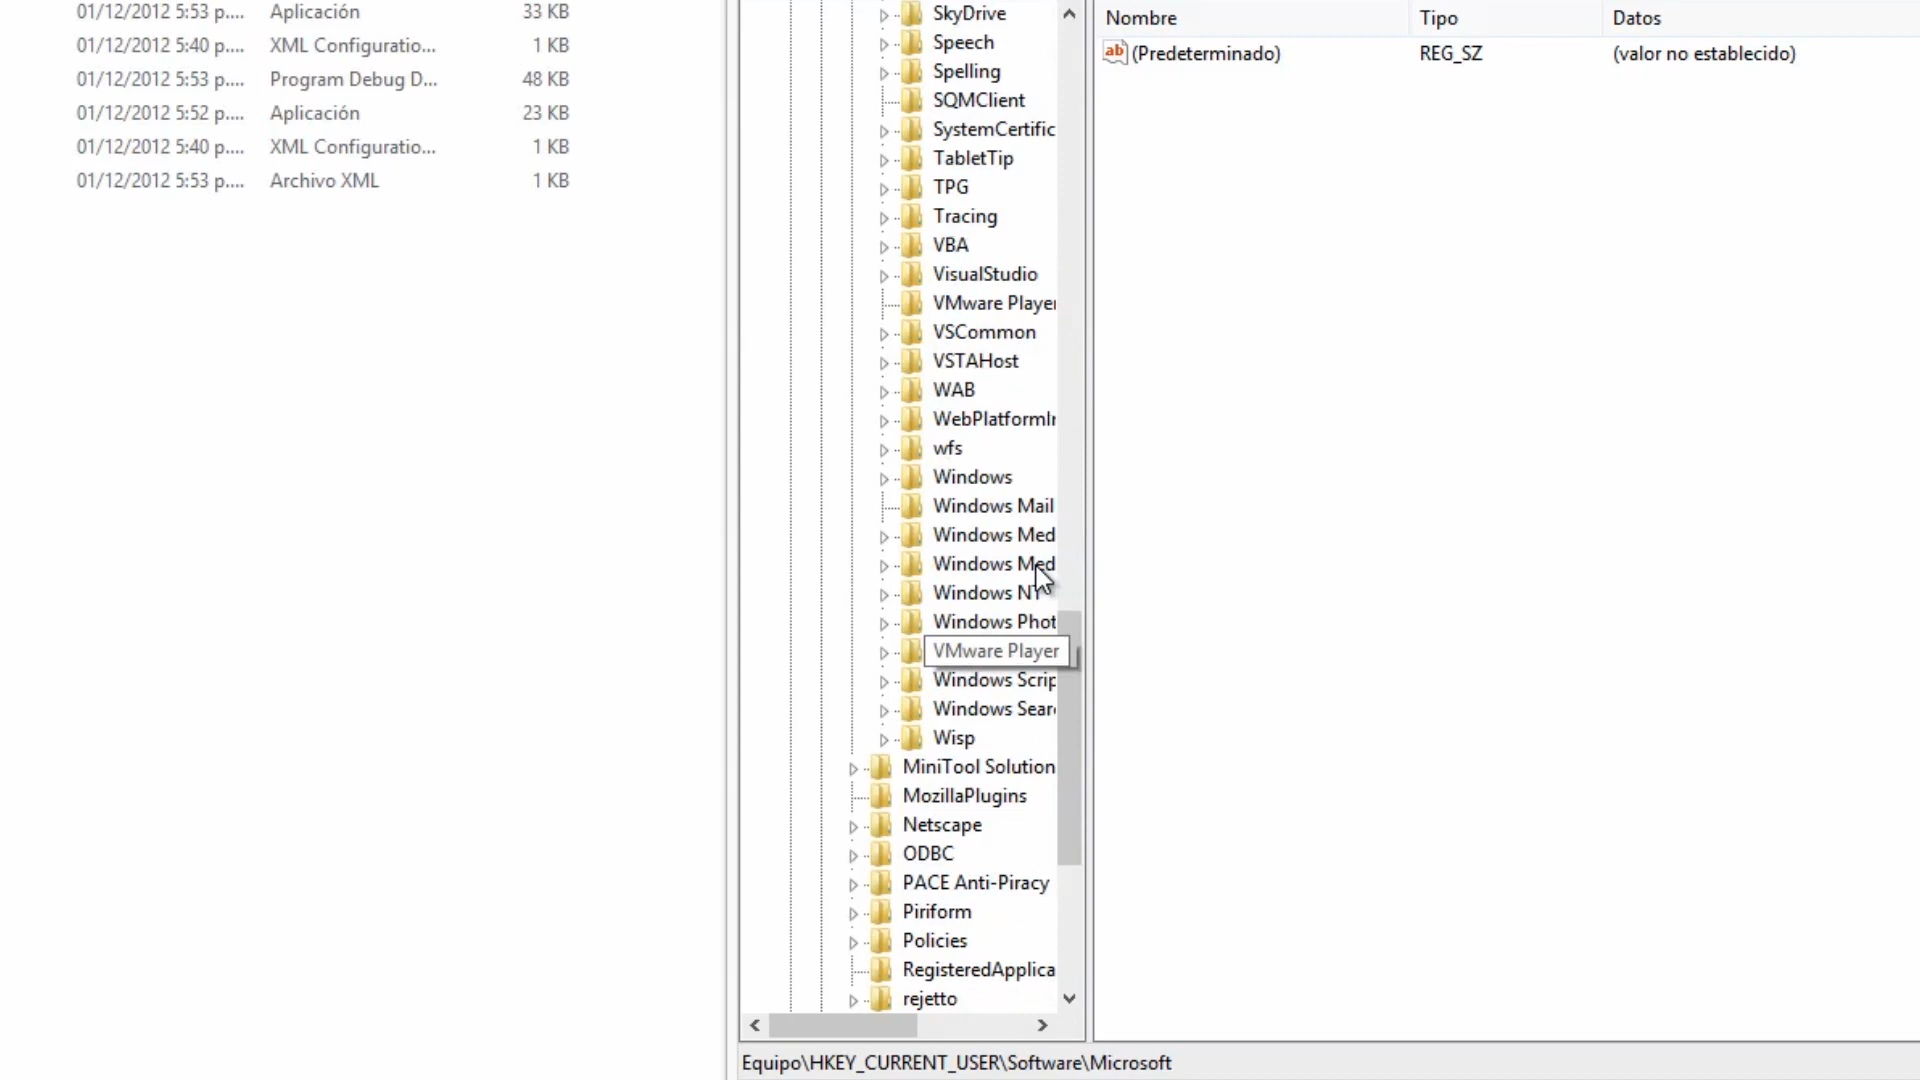 01/12/2012 5:53 p.... Aplicación 33 KB
01/12/2012 5:40 p.... XML Configuratio... 1 KB
01/12/2012 5:53 p.... Program Debug D... 48 KB
01/12/2012 5:52 p.... Aplicación 23 KB
01/12/2012 5:40 p.... XML Configuratio... 1 KB
01/12/2012 5:53 p.... Archivo XML 1 KB
SkyDrive
Speech
Spelling
SQMClient
SystemCertific
TabletTip
TPG
Tracing
VBA
VisualStudio
VMware Player
VSCommon
VSTAHost
WAB
WebPlatformIn
wfs
Windows
Windows Mail
Windows Med
Windows Med
Windows NT
Windows Phot
VMware Player
Windows Scrip
Windows Sear
Wisp
MiniTool Solution
MozillaPlugins
Netscape
ODBC
PACE Anti-Piracy
Piriform
Policies
RegisteredApplica
rejetto
Nombre Tipo Datos
ab (Predeterminado) REG_SZ (valor no establecido)
Equipo\HKEY_CURRENT_USER\Software\Microsoft